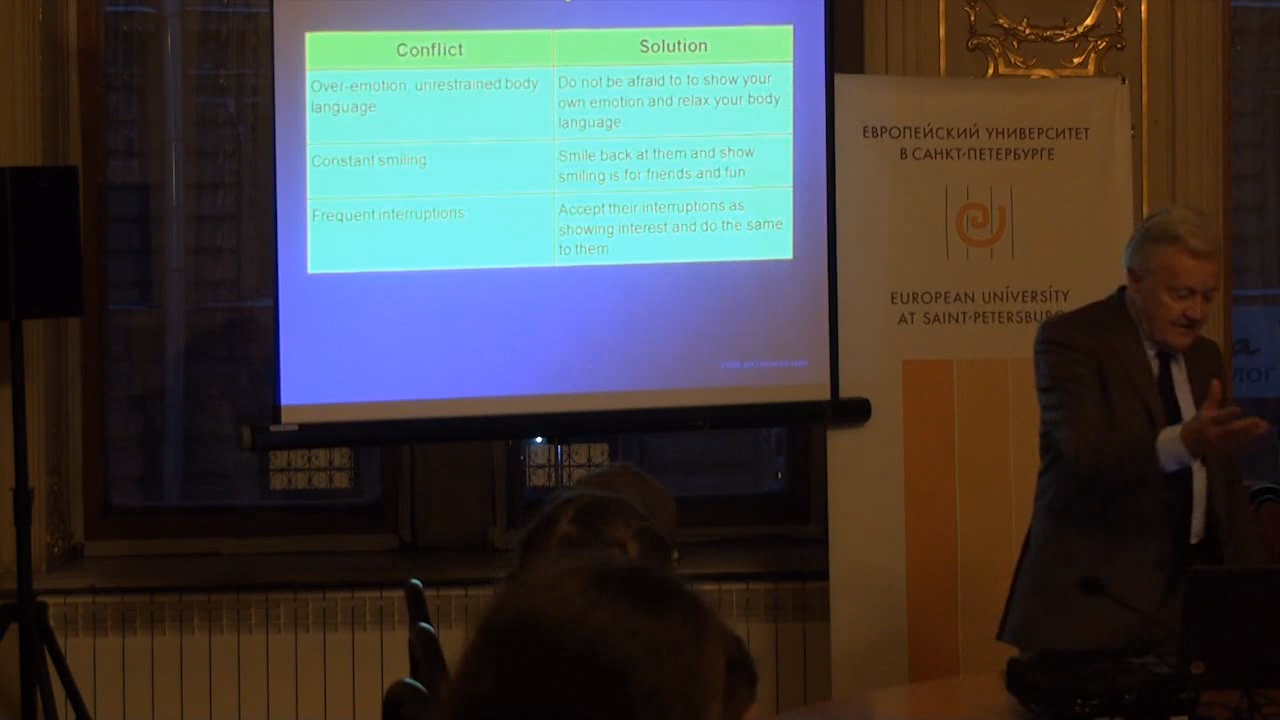 Conflict
Solution
Over-emotion, unrestrained body
language
Do not be afraid to to show your
own emotion and relax your body
language
Constant smiling
Smile back at them and show
smiling is for friends and fun
Frequent interruptions
Accept their interruptions as
showing interest and do the same
to them
ЕВРОПЕЙСКИЙ УНИВЕРСИТЕТ
В САНКТ-ПЕТЕРБУРГЕ
EUROPEAN UNIVERSITY
AT SAINT-PETERSBURG